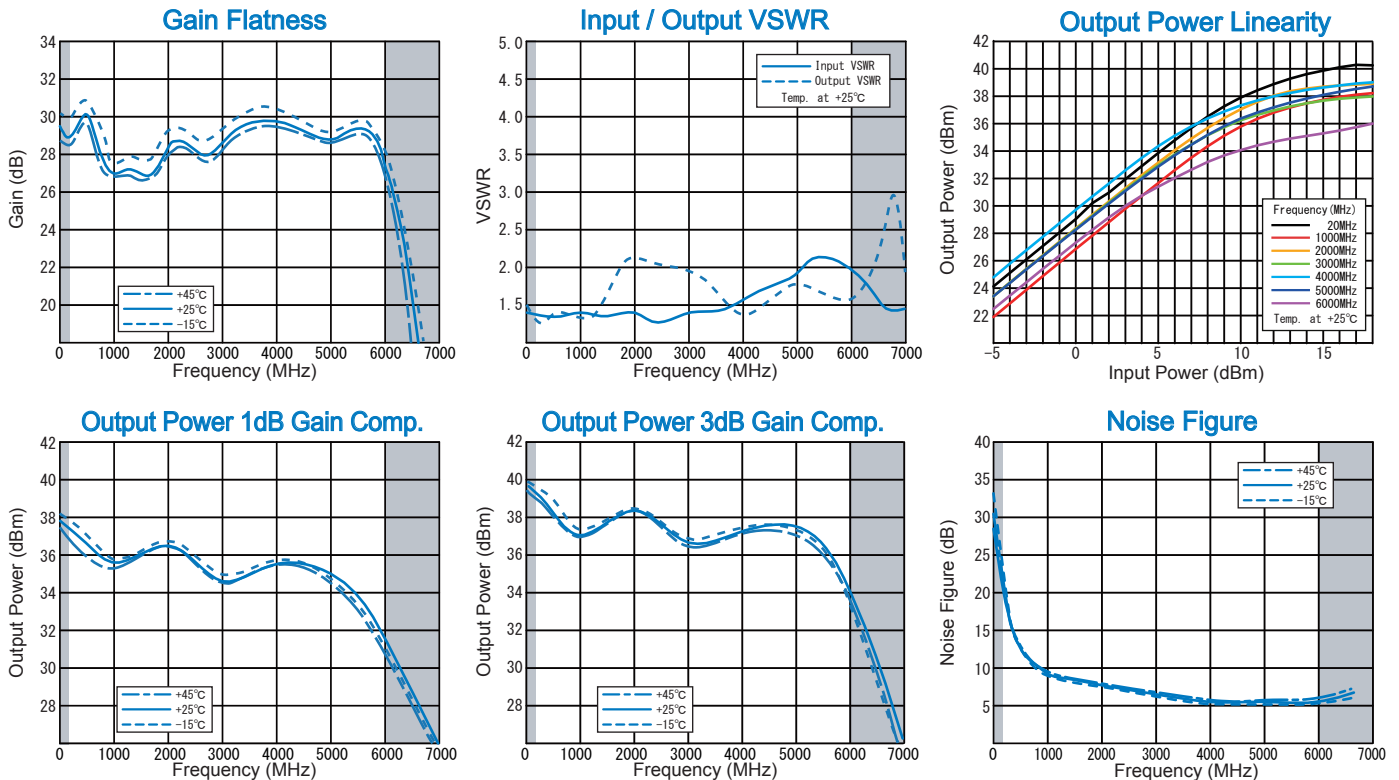 Gain Flatness
Gain (dB)
34
32
30
28
26
24
22
20
+45℃
+25℃
−15℃
0 1000 2000 3000 4000 5000 6000 7000
Frequency (MHz)
Input / Output VSWR
VSWR
5.0
4.5
4.0
3.5
3.0
2.5
2.0
1.5
Input VSWR
Output VSWR
Temp. at +25℃
0 1000 2000 3000 4000 5000 6000 7000
Frequency (MHz)
Output Power Linearity
Output Power (dBm)
42
40
38
36
34
32
30
28
26
24
22
Frequency(MHz)
20MHz
1000MHz
2000MHz
3000MHz
4000MHz
5000MHz
6000MHz
Temp. at +25℃
−5 0 5 10 15
Input Power (dBm)
Output Power 1dB Gain Comp.
Output Power (dBm)
42
40
38
36
34
32
30
28
+45℃
+25℃
−15℃
0 1000 2000 3000 4000 5000 6000 7000
Frequency (MHz)
Output Power 3dB Gain Comp.
Output Power (dBm)
42
40
38
36
34
32
30
28
+45℃
+25℃
−15℃
0 1000 2000 3000 4000 5000 6000 7000
Frequency (MHz)
Noise Figure
Noise Figure (dB)
40
35
30
25
20
15
10
5
+45℃
+25℃
−15℃
0 1000 2000 3000 4000 5000 6000 7000
Frequency (MHz)